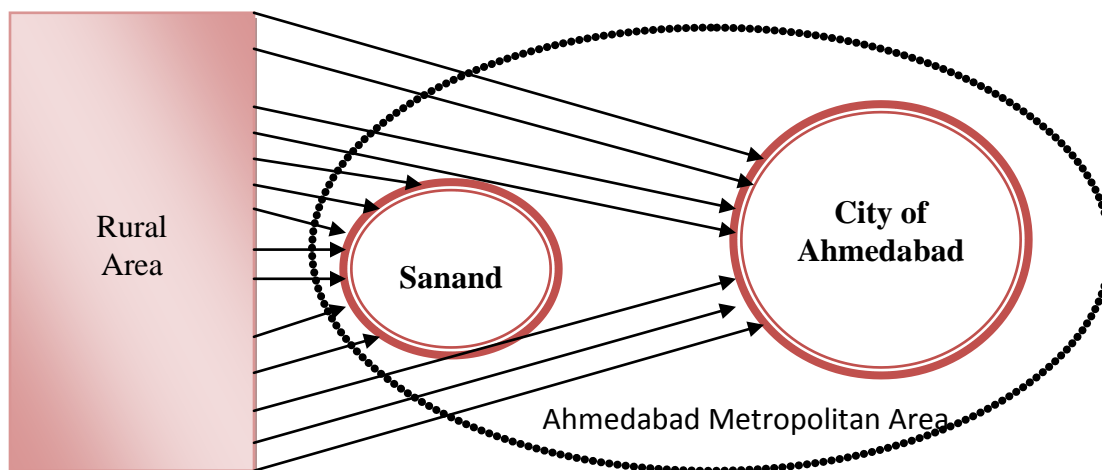 Rural
Area
Sanand
City of
Ahmedabad
Ahmedabad Metropolitan Area